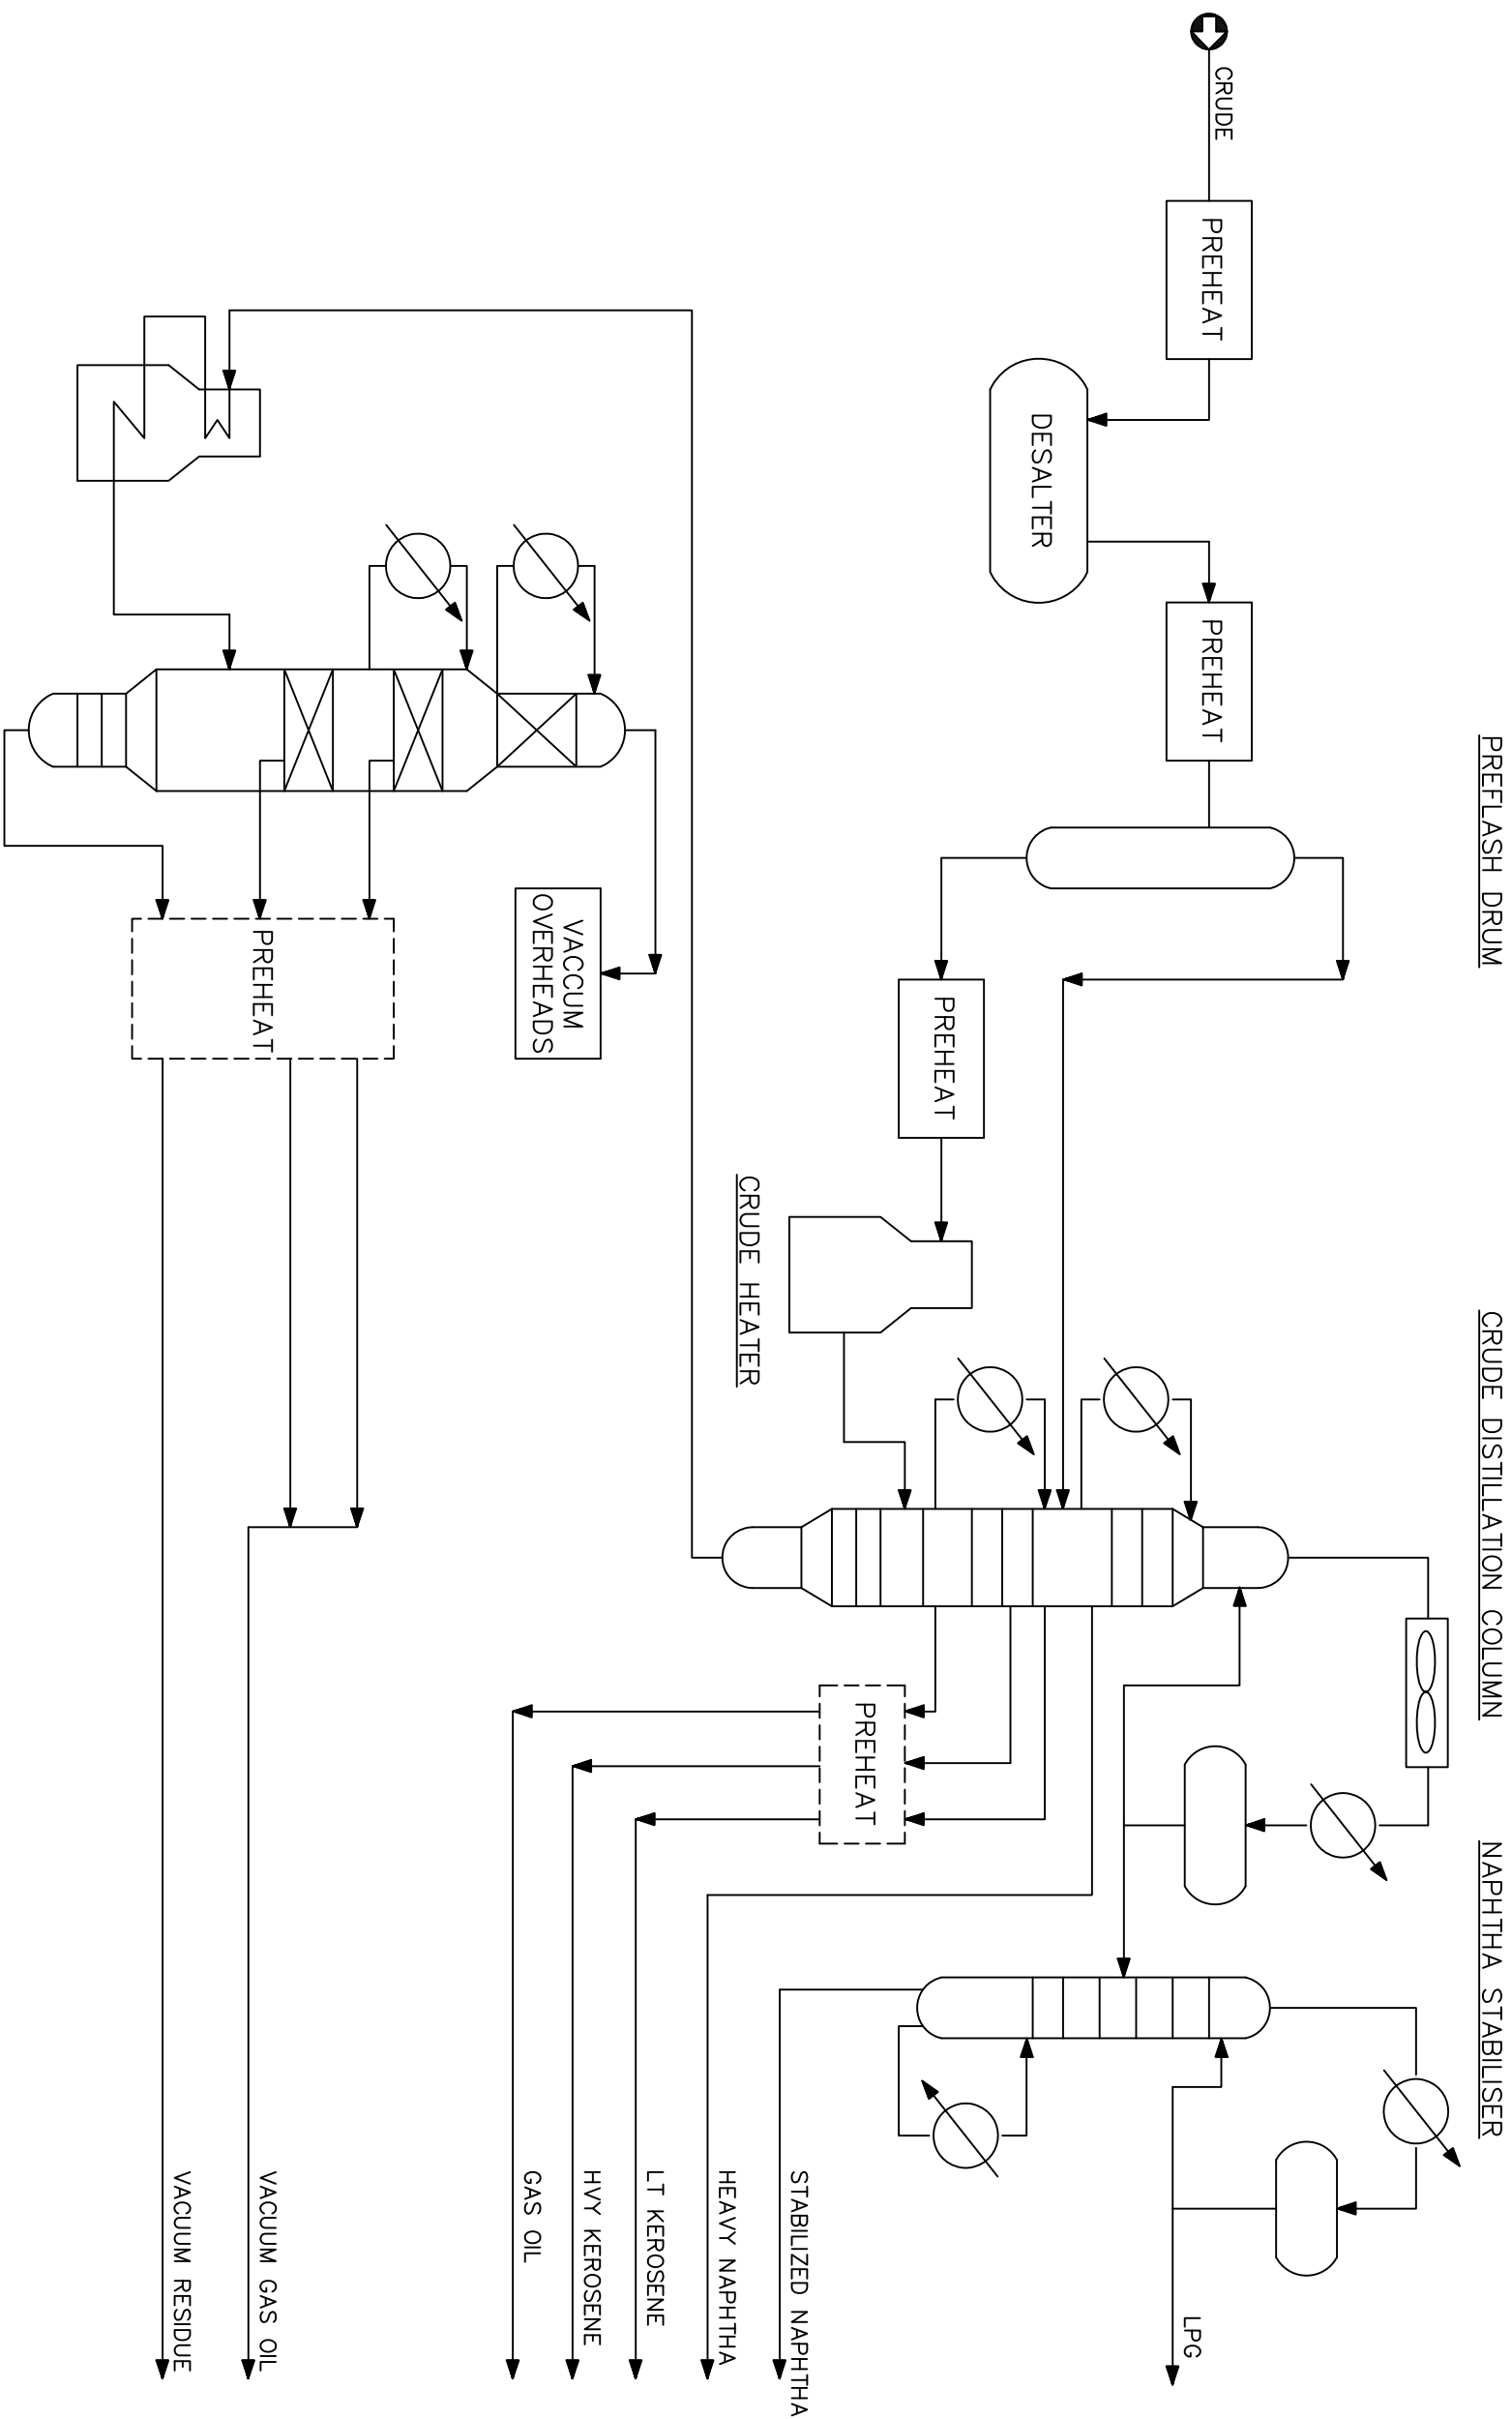 PREFLASH DRUM
CRUDE DISTILLATION COLUMN
NAPHTHA STABILISER
CRUDE
PREHEAT
PREHEAT
DESALTER
PREHEAT
CRUDE HEATER
PREHEAT
LPG
STABILIZED NAPHTHA
HEAVY NAPHTHA
LT KEROSENE
HVY KEROSENE
GAS OIL
VACCUM
OVERHEADS
PREHEAT
VACUUM GAS OIL
VACUUM RESIDUE